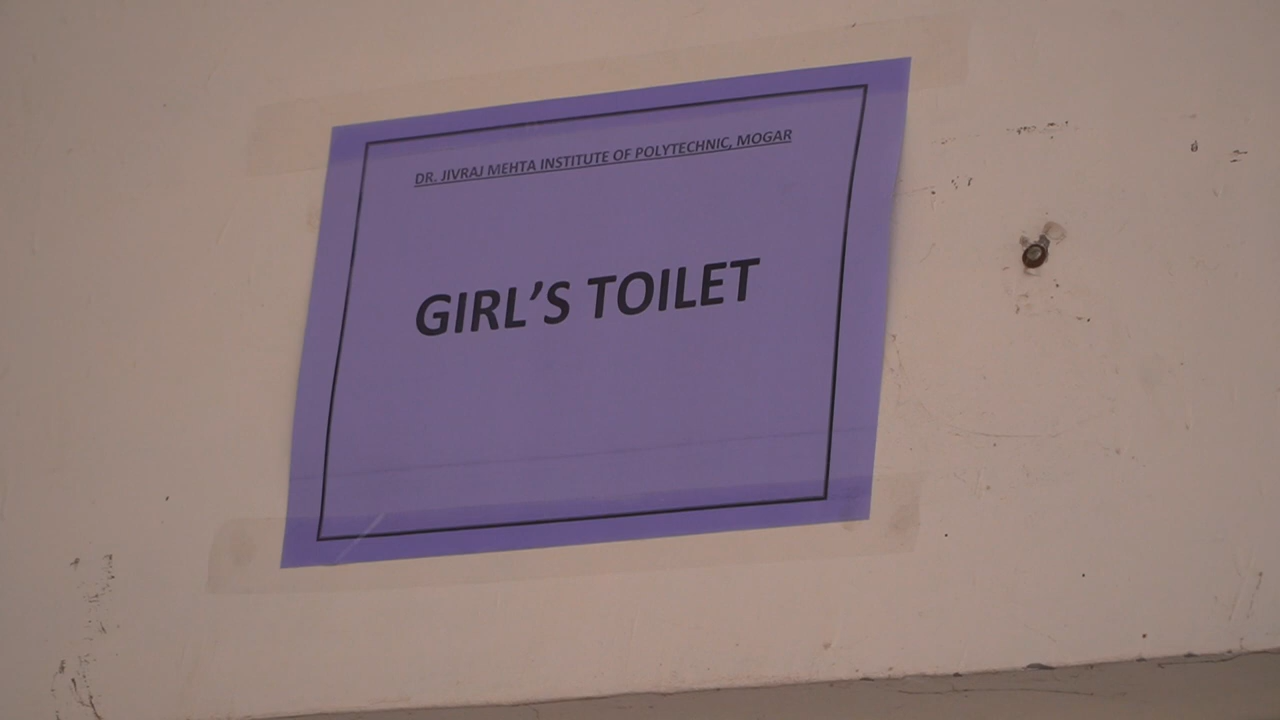 DR. JIVRAJ MEHTA INSTITUTE OF POLYTECHNIC, MOGAR
GIRL'S TOILET